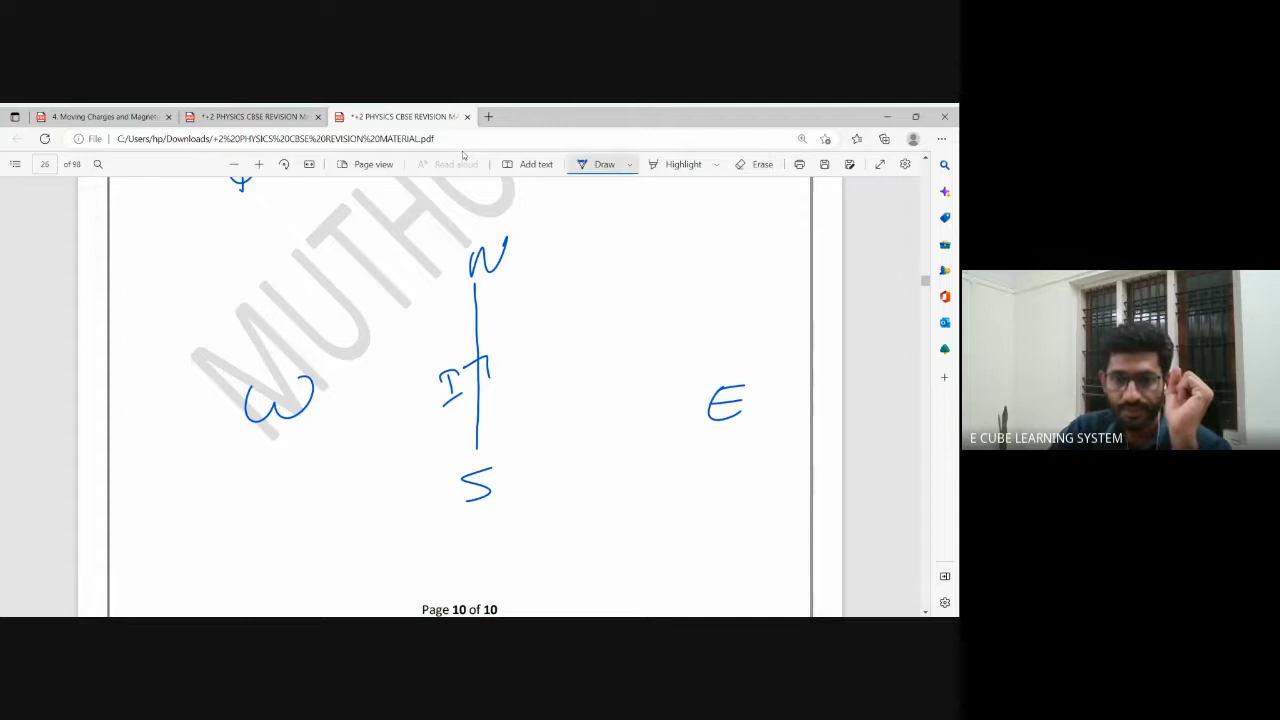 4. Moving Charges and Magnet
*+2 PHYSICS CBSE REVISION M
*+2 PHYSICS CBSE REVISION MA
File
C:/Users/hp/Downloads/+2%20PHYSICS%20CBSE%20REVISION%20MATERIAL.pdf
26 of 98
Page view
Read aloud
Add text
Draw
Highlight
Erase
MUTHO
N
I
W
E
S
Page 10 of 10
E CUBE LEARNING SYSTEM